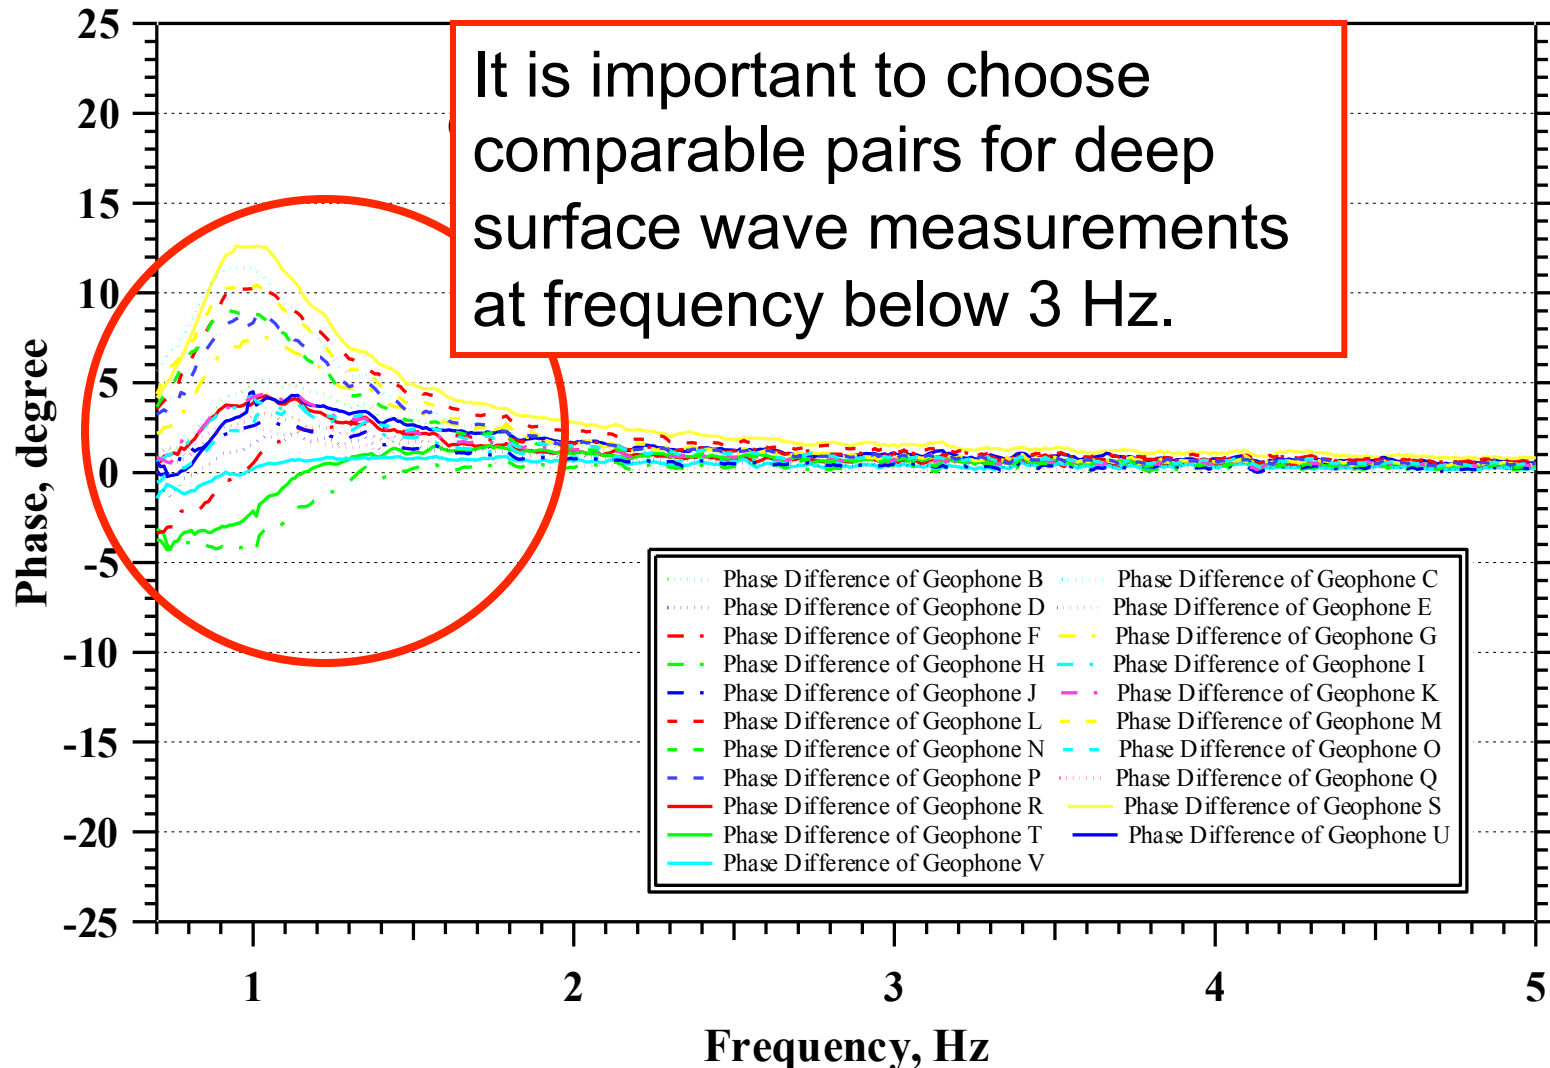 25
20
15
10
5
0
-5
-10
-15
-20
-25
Phase, degree
It is important to choose
comparable pairs for deep
surface wave measurements
at frequency below 3 Hz.
Phase Difference of Geophone B Phase Difference of Geophone C
Phase Difference of Geophone D Phase Difference of Geophone E
Phase Difference of Geophone F Phase Difference of Geophone G
Phase Difference of Geophone H Phase Difference of Geophone I
Phase Difference of Geophone J Phase Difference of Geophone K
Phase Difference of Geophone L Phase Difference of Geophone M
Phase Difference of Geophone N Phase Difference of Geophone O
Phase Difference of Geophone P Phase Difference of Geophone Q
Phase Difference of Geophone R Phase Difference of Geophone S
Phase Difference of Geophone T Phase Difference of Geophone U
Phase Difference of Geophone V
1 2 3 4 5
Frequency, Hz